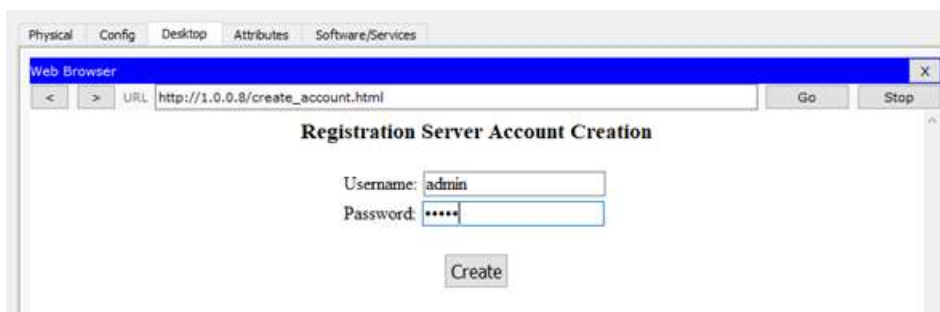 Physical Config Desktop Attributes Software/Services
Web Browser X
< > URL http://1.0.0.8/create_account.html Go Stop
Registration Server Account Creation
Username: admin
Password: •••••
Create